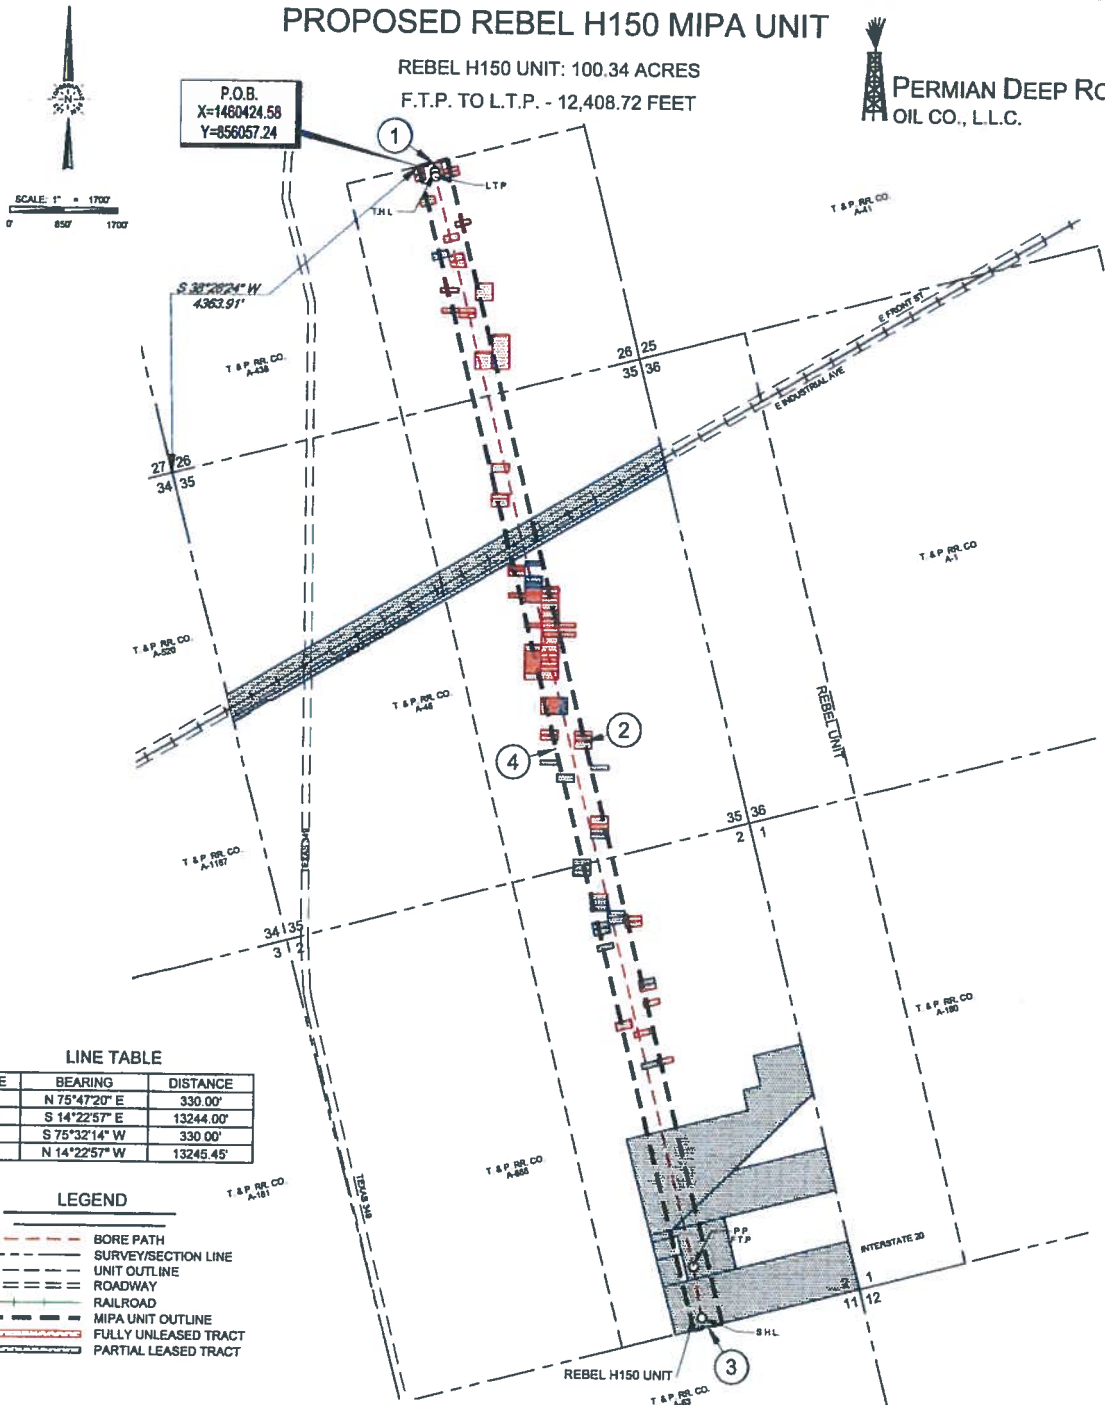 PROPOSED REBEL H150 MIPA UNIT
REBEL H150 UNIT: 100.34 ACRES
F.T.P. TO L.T.P. - 12,408.72 FEET
PERMIAN DEEP RO
OIL CO., L.L.C.
N
P.O.B.
X=1460424.58
Y=856057.24
SCALE: 1" = 1700'
0' 850' 1700'
1
L.T.P.
T.H.L.
S 38°28'24" W
4363.91'
T. & P. RR. CO.
A-41
E FRONT ST
E INDUSTRIAL AVE
T. & P. RR. CO.
A-438
26 25
35 36
27 26
34 35
T. & P. RR. CO.
A-1
T. & P. RR. CO.
A-520
T. & P. RR. CO.
A-46
REBEL UNIT
2
4
35 36
2 1
TEXAS 349
T. & P. RR. CO.
A-1167
34 35
3 2
T. & P. RR. CO.
A-180
LINE TABLE
E BEARING DISTANCE
N 75°47'20" E 330.00'
S 14°22'57" E 13244.00'
S 75°32'14" W 330.00'
N 14°22'57" W 13245.45'
T. & P. RR. CO.
A-181
TEXAS 349
T. & P. RR. CO.
LEGEND
BORE PATH
SURVEY/SECTION LINE
UNIT OUTLINE
ROADWAY
RAILROAD
MIPA UNIT OUTLINE
FULLY UNLEASED TRACT
PARTIAL LEASED TRACT
P.P.
F.T.P.
INTERSTATE 20
2 1
11 12
S.H.L.
3
REBEL H150 UNIT
T. & P. RR. CO.